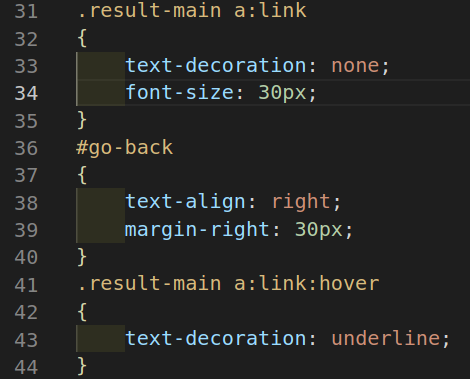 31 .result-main a:link
32 {
33     text-decoration: none;
34     font-size: 30px;
35 }
36 #go-back
37 {
38     text-align: right;
39     margin-right: 30px;
40 }
41 .result-main a:link:hover
42 {
43     text-decoration: underline;
44 }